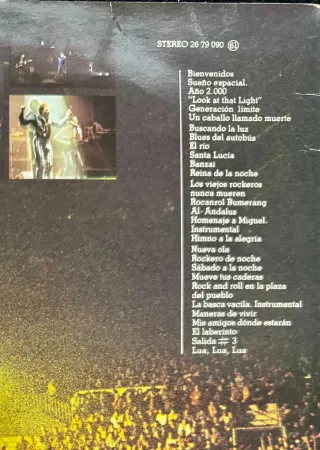 STEREO 26 79 090 61
Bienvenidos
Sueño espacial.
Año 2.000
"Look at that Light"
Generación límite
Un caballo llamado muerte
Buscando la luz
Blues del autobús
El río
Santa Lucía
Banzai
Reina de la noche
Los viejos rockeros
nunca mueren
Rocanrol Bumerang
Al-Andalus
Homenaje a Miguel.
Instrumental
Himno a la alegría
Nueva ola
Rockero de noche
Sábado a la noche
Mueve tus caderas
Rock and roll en la plaza
del pueblo
La basca vacila. Instrumental
Maneras de vivir
Mis amigos dónde estarán
El laberinto
Salida # 3
Lua, Lua, Lua